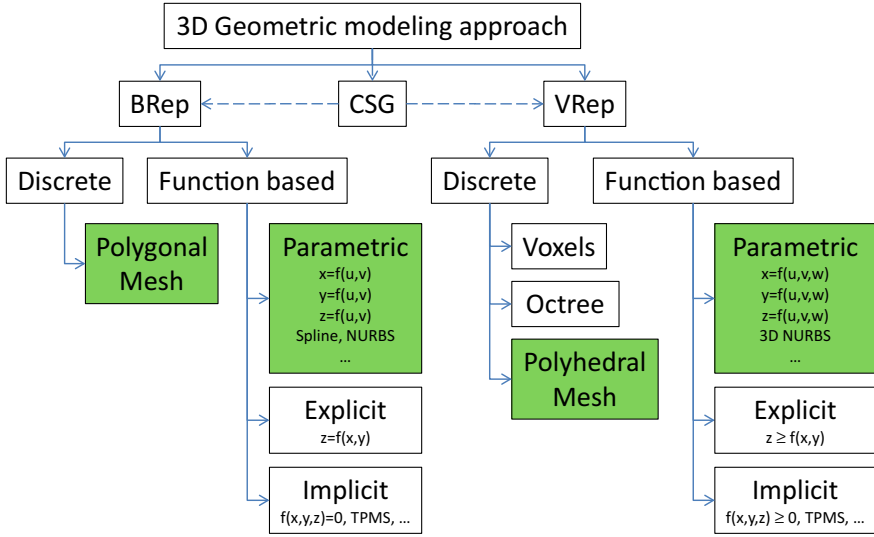 3D Geometric modeling approach
BRep
CSG
VRep
Discrete
Function based
Discrete
Function based
Polygonal
Mesh
Parametric
x=f(u,v)
y=f(u,v)
z=f(u,v)
Spline, NURBS
...
Explicit
z=f(x,y)
Implicit
f(x,y,z)=0, TPMS, ...
Voxels
Octree
Polyhedral
Mesh
Parametric
x=f(u,v,w)
y=f(u,v,w)
z=f(u,v,w)
3D NURBS
...
Explicit
z ≥ f(x,y)
Implicit
f(x,y,z) ≥ 0, TPMS, ...